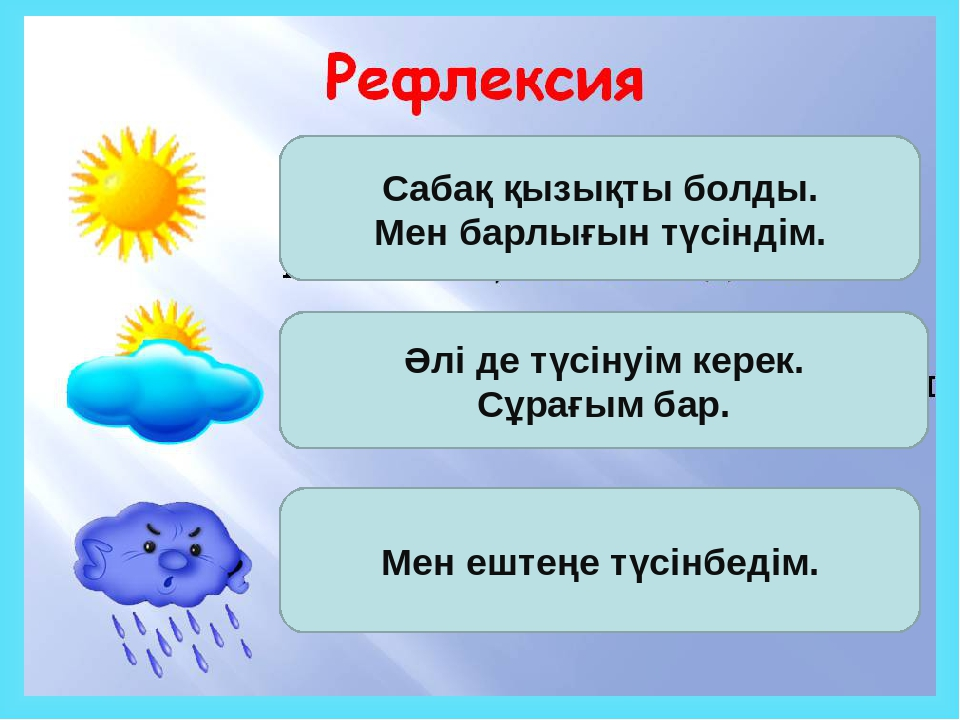 Рефлексия
Сабақ қызықты болды.
Мен барлығын түсіндім.
Әлі де түсінуім керек.
Сұрағым бар.
Мен ештеңе түсінбедім.